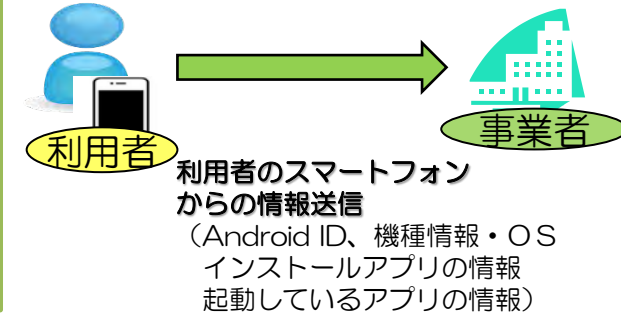 利用者
事業者
利用者のスマートフォン
からの情報送信
（Android ID、機種情報・ＯＳ
インストールアプリの情報
起動しているアプリの情報）